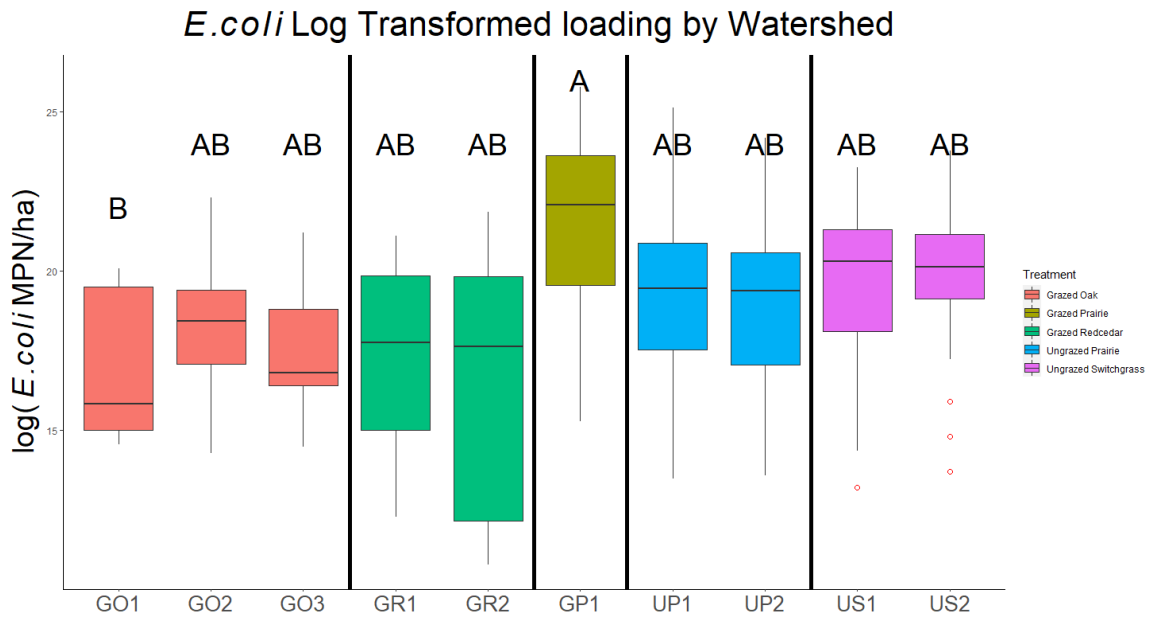 E.coli Log Transformed loading by Watershed
log( E.coli MPN/ha)
25
20
15
B
AB
AB
AB
AB
A
AB
AB
AB
AB
GO1
GO2
GO3
GR1
GR2
GP1
UP1
UP2
US1
US2
Treatment
Grazed Oak
Grazed Prairie
Grazed Redcedar
Ungrazed Prairie
Ungrazed Switchgrass